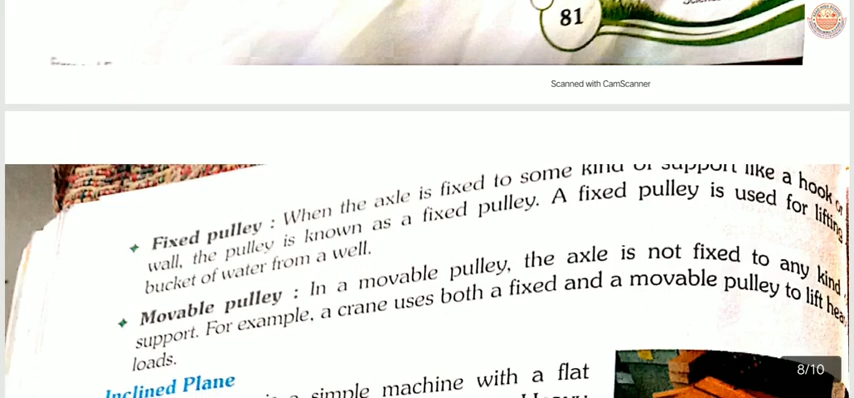 81
Scanned with CamScanner
✦ Fixed pulley : When the axle is fixed to some kind of support like a hook
wall, the pulley is known as a fixed pulley. A fixed pulley is used for lifting
bucket of water from a well.
✦ Movable pulley : In a movable pulley, the axle is not fixed to any kind
support. For example, a crane uses both a fixed and a movable pulley to lift hea
loads.
Inclined Plane
a simple machine with a flat
8/10